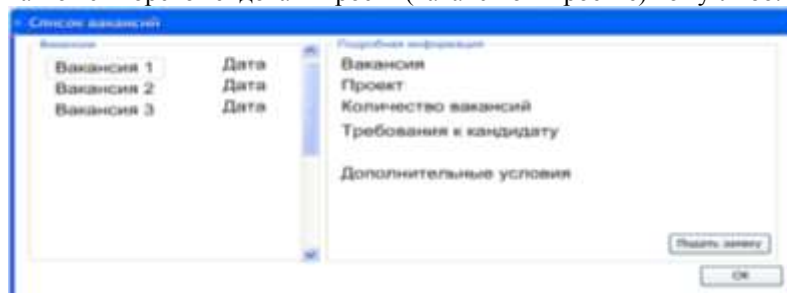 Список вакансий
Вакансии
Вакансия 1 Дата
Вакансия 2 Дата
Вакансия 3 Дата
Подробная информация
Вакансия
Проект
Количество вакансий
Требования к кандидату
Дополнительные условия
Подать заявку
ОК